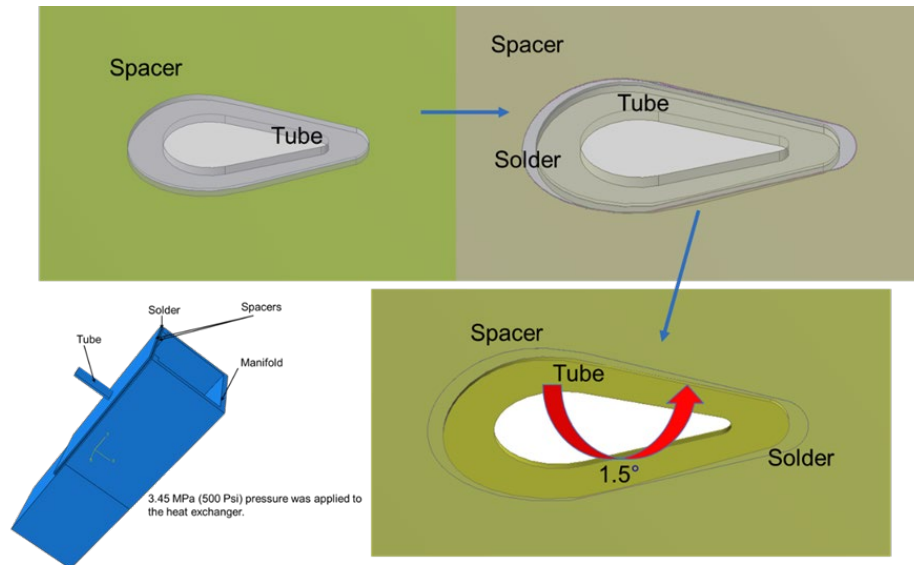 Spacer
Tube
Spacer
Tube
Solder
Solder
Spacers
Tube
Manifold
3.45 MPa (500 Psi) pressure was applied to
the heat exchanger.
Spacer
Tube
1.5°
Solder